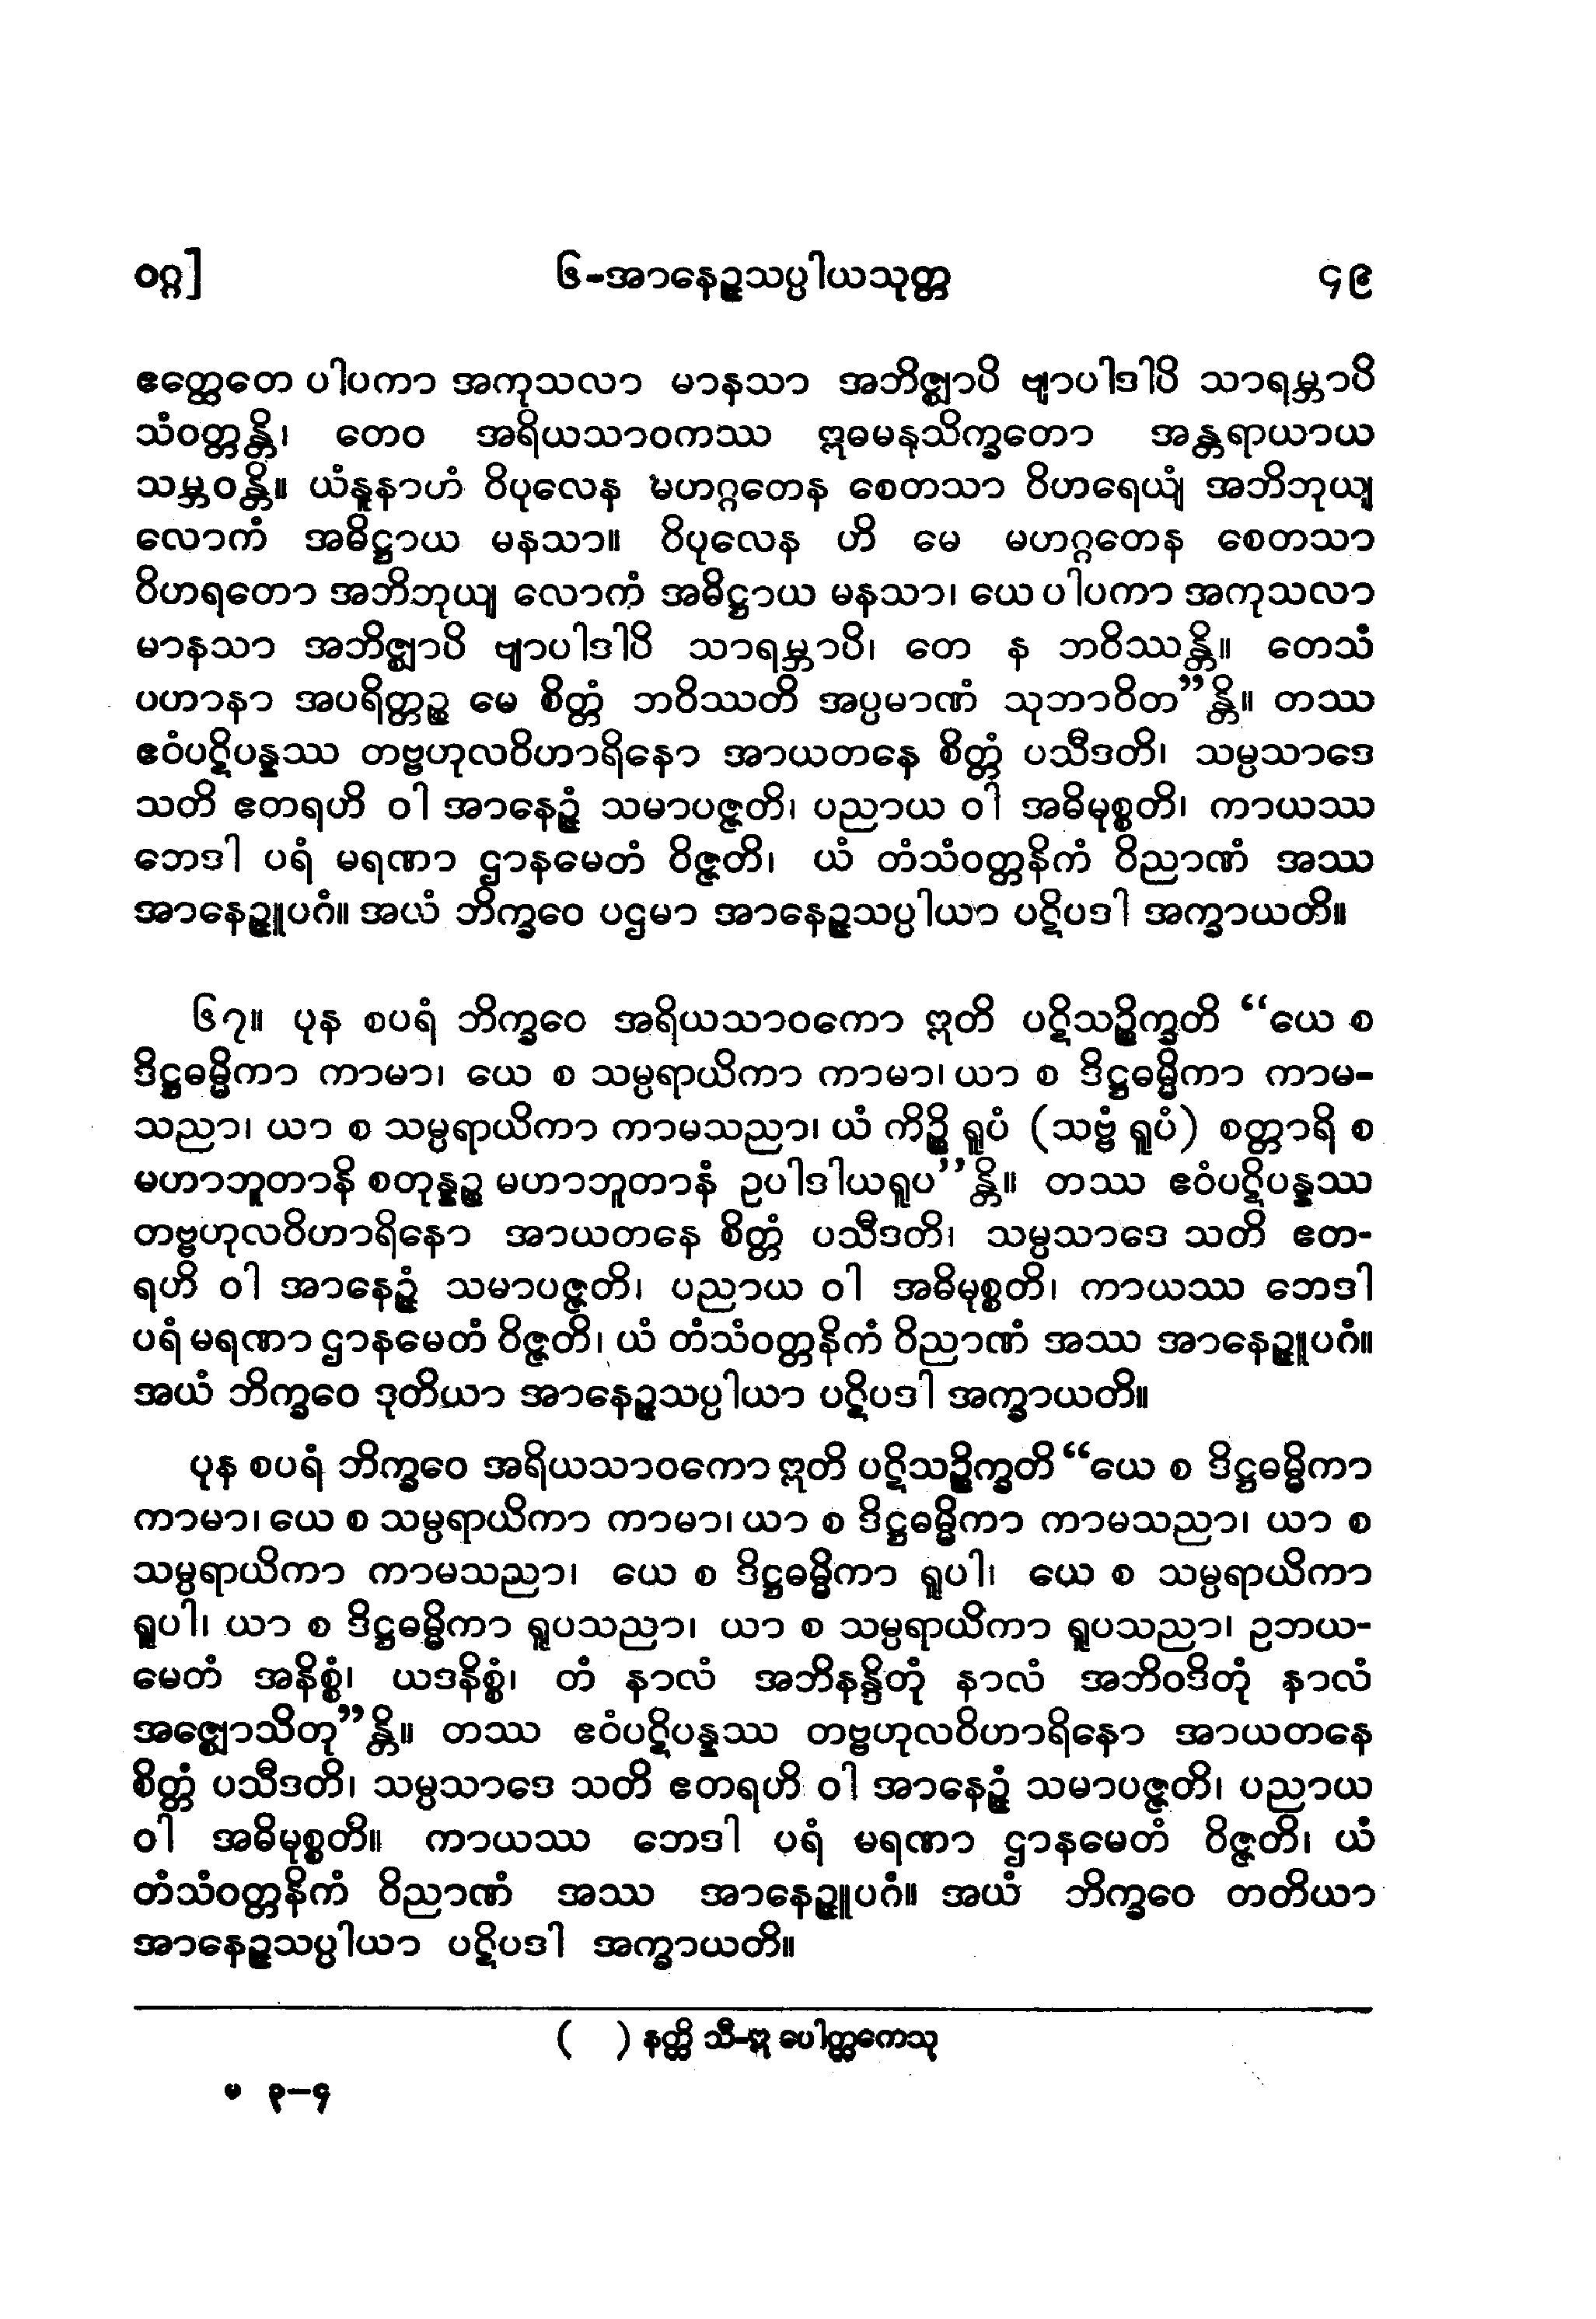 ဝဂ္ဂ]
၆-အာနေဉ္ဇသပ္ပါယသုတ္တ
၄၉
ဧတ္ထေတေ ပါပကာ အကုသလာ မာနသာ အဘိဇ္ဈာပိ ဗျာပါဒါပိ သာရမ္ဘာပိ
သံဝတ္တန္တိ၊ တေဝ အရိယသာဝကဿ ဣဓမနုသိက္ခတော အန္တရာယာယ
သမ္ဘဝန္တိ။ ယံနူနာဟံ ဝိပုလေန မဟဂ္ဂတေန စေတသာ ဝိဟရေယျံ အဘိဘုယျ
လောကံ အဓိဋ္ဌာယ မနသာ။ ဝိပုလေန ဟိ မေ မဟဂ္ဂတေန စေတသာ
ဝိဟရတော အဘိဘုယျ လောကံ အဓိဋ္ဌာယ မနသာ၊ ယေ ပါပကာ အကုသလာ
မာနသာ အဘိဇ္ဈာပိ ဗျာပါဒါပိ သာရမ္ဘာပိ၊ တေ န ဘဝိဿန္တိ။ တေသံ
ပဟာနာ အပရိတ္တဉ္စ မေ စိတ္တံ ဘဝိဿတိ အပ္ပမာဏံ သုဘာဝိတ”န္တိ။ တဿ
ဧဝံပဋိပန္နဿ တဗ္ဗဟုလဝိဟာရိနော အာယတနေ စိတ္တံ ပသီဒတိ၊ သမ္ပသာဒေ
သတိ ဧတရဟိ ဝါ အာနေဉ္ဇံ သမာပဇ္ဇတိ၊ ပညာယ ဝါ အဓိမုစ္စတိ၊ ကာယဿ
ဘေဒါ ပရံ မရဏာ ဌာနမေတံ ဝိဇ္ဇတိ၊ ယံ တံသံဝတ္တနိကံ ဝိညာဏံ အဿ
အာနေဉ္ဇူပဂံ။ အယံ ဘိက္ခဝေ ပဌမာ အာနေဉ္ဇသပ္ပါယာ ပဋိပဒါ အက္ခာယတိ။
၆၇။ ပုန စပရံ ဘိက္ခဝေ အရိယသာဝကော ဣတိ ပဋိသဉ္စိက္ခတိ “ယေ စ
ဒိဋ္ဌဓမ္မိကာ ကာမာ၊ ယေ စ သမ္ပရာယိကာ ကာမာ၊ ယာ စ ဒိဋ္ဌဓမ္မိကာ ကာမ-
သညာ၊ ယာ စ သမ္ပရာယိကာ ကာမသညာ၊ ယံ ကိဉ္စိ ရူပံ (သဗ္ဗံ ရူပံ) စတ္တာရိ စ
မဟာဘူတာနိ စတုန္နဉ္စ မဟာဘူတာနံ ဥပါဒါယရူပ”န္တိ။ တဿ ဧဝံပဋိပန္နဿ
တဗ္ဗဟုလဝိဟာရိနော အာယတနေ စိတ္တံ ပသီဒတိ၊ သမ္ပသာဒေ သတိ ဧတ-
ရဟိ ဝါ အာနေဉ္ဇံ သမာပဇ္ဇတိ၊ ပညာယ ဝါ အဓိမုစ္စတိ၊ ကာယဿ ဘေဒါ
ပရံ မရဏာ ဌာနမေတံ ဝိဇ္ဇတိ၊ ယံ တံသံဝတ္တနိကံ ဝိညာဏံ အဿ အာနေဉ္ဇူပဂံ။
အယံ ဘိက္ခဝေ ဒုတိယာ အာနေဉ္ဇသပ္ပါယာ ပဋိပဒါ အက္ခာယတိ။
ပုန စပရံ ဘိက္ခဝေ အရိယသာဝကော ဣတိ ပဋိသဉ္စိက္ခတိ “ယေ စ ဒိဋ္ဌဓမ္မိကာ
ကာမာ၊ ယေ စ သမ္ပရာယိကာ ကာမာ၊ ယာ စ ဒိဋ္ဌဓမ္မိကာ ကာမသညာ၊ ယာ စ
သမ္ပရာယိကာ ကာမသညာ၊ ယေ စ ဒိဋ္ဌဓမ္မိကာ ရူပါ၊ ယေ စ သမ္ပရာယိကာ
ရူပါ၊ ယာ စ ဒိဋ္ဌဓမ္မိကာ ရူပသညာ၊ ယာ စ သမ္ပရာယိကာ ရူပသညာ၊ ဥဘယ-
မေတံ အနိစ္စံ၊ ယဒနိစ္စံ၊ တံ နာလံ အဘိနန္ဒိတုံ နာလံ အဘိဝဒိတုံ နာလံ
အဇ္ဈောသိတု”န္တိ။ တဿ ဧဝံပဋိပန္နဿ တဗ္ဗဟုလဝိဟာရိနော အာယတနေ
စိတ္တံ ပသီဒတိ၊ သမ္ပသာဒေ သတိ ဧတရဟိ ဝါ အာနေဉ္ဇံ သမာပဇ္ဇတိ၊ ပညာယ
ဝါ အဓိမုစ္စတိ။ ကာယဿ ဘေဒါ ပရံ မရဏာ ဌာနမေတံ ဝိဇ္ဇတိ၊ ယံ
တံသံဝတ္တနိကံ ဝိညာဏံ အဿ အာနေဉ္ဇူပဂံ။ အယံ ဘိက္ခဝေ တတိယာ
အာနေဉ္ဇသပ္ပါယာ ပဋိပဒါ အက္ခာယတိ။
( ) နတ္ထိ သီ-ဣ ပေါတ္ထကေသု
မ ၃-၄